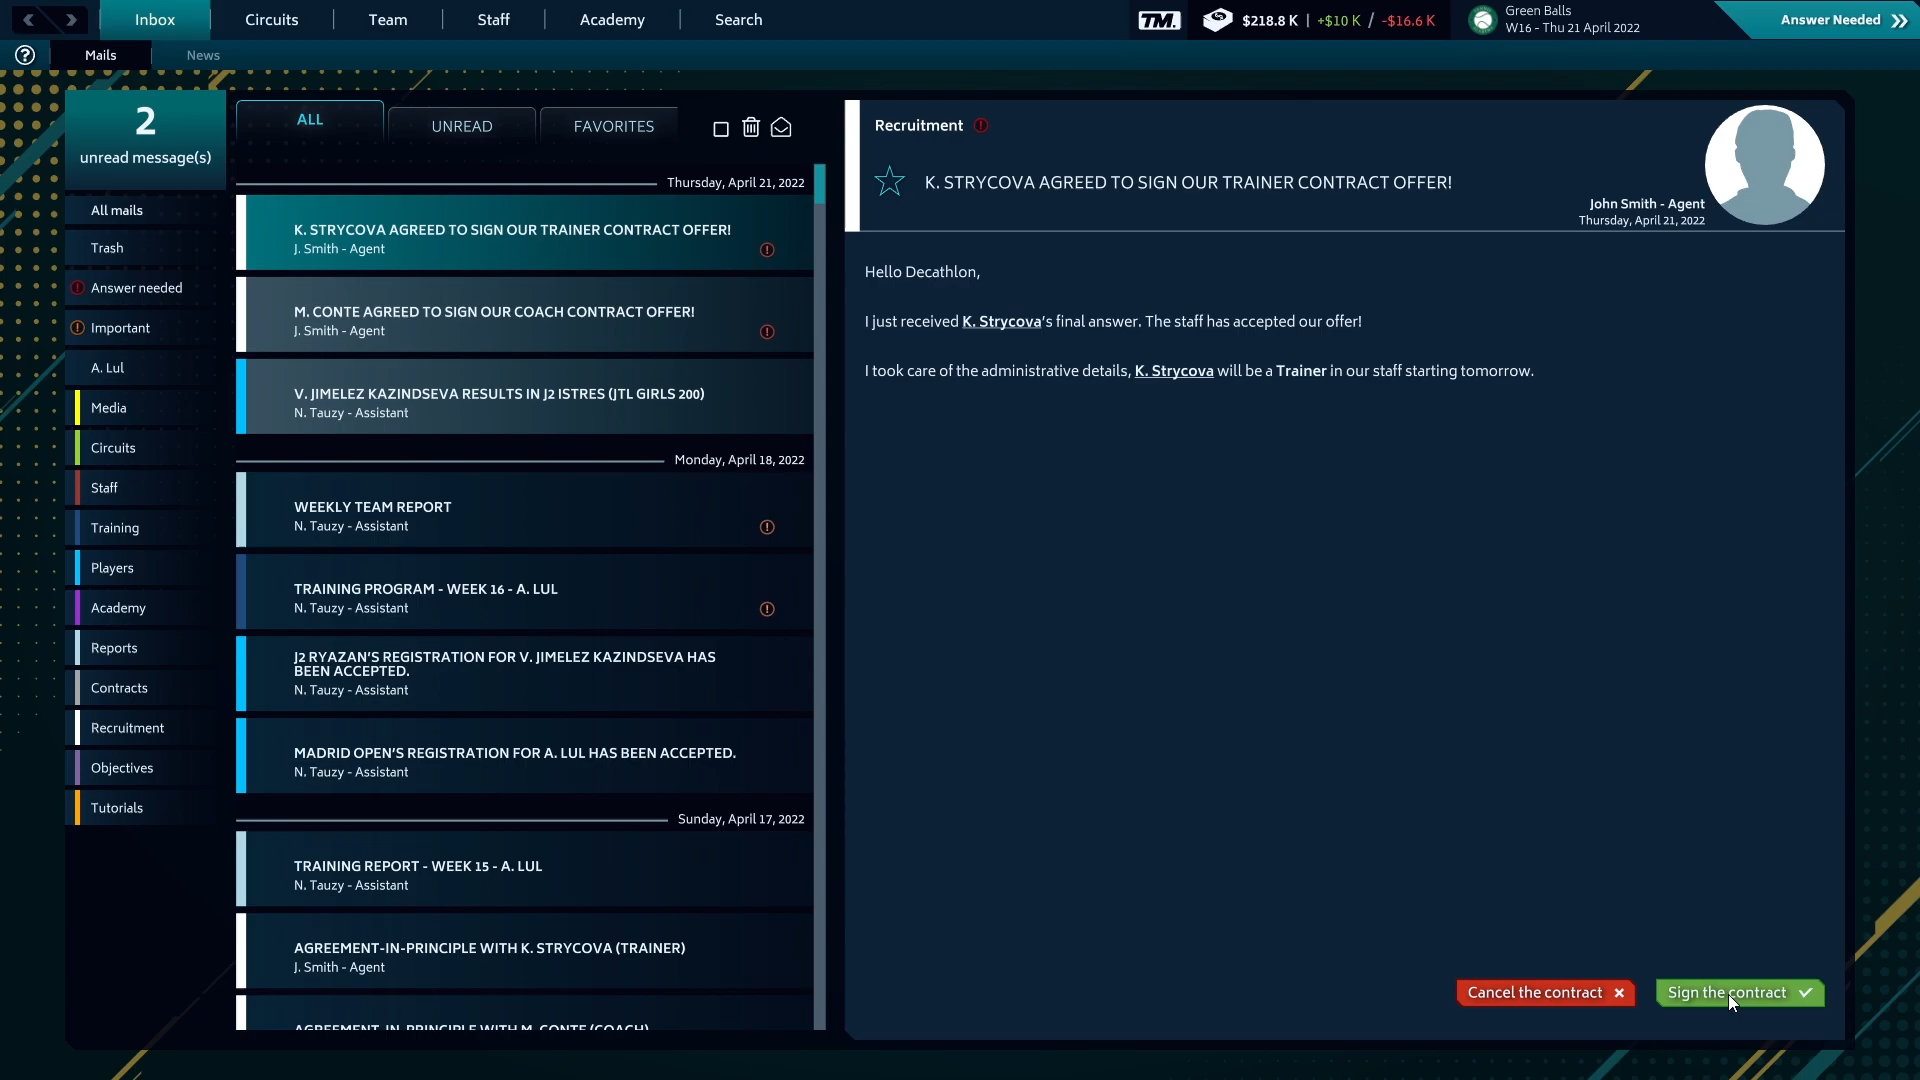 Inbox
Circuits
Team
Staff
Academy
Search
TM.
$218.8 K | +$10 K / -$16.6 K
Green Balls
W16 - Thu 21 April 2022
Answer Needed
?
Mails
News
2
unread message(s)
All mails
Trash
Answer needed
Important
A. Lul
Media
Circuits
Staff
Training
Players
Academy
Reports
Contracts
Recruitment
Objectives
Tutorials
ALL
UNREAD
FAVORITES
Thursday, April 21, 2022
K. STRYCOVA AGREED TO SIGN OUR TRAINER CONTRACT OFFER!
J. Smith - Agent
M. CONTE AGREED TO SIGN OUR COACH CONTRACT OFFER!
J. Smith - Agent
V. JIMELEZ KAZINDSEVA RESULTS IN J2 ISTRES (JTL GIRLS 200)
N. Tauzy - Assistant
Monday, April 18, 2022
WEEKLY TEAM REPORT
N. Tauzy - Assistant
TRAINING PROGRAM - WEEK 16 - A. LUL
N. Tauzy - Assistant
J2 RYAZAN'S REGISTRATION FOR V. JIMELEZ KAZINDSEVA HAS
BEEN ACCEPTED.
N. Tauzy - Assistant
MADRID OPEN'S REGISTRATION FOR A. LUL HAS BEEN ACCEPTED.
N. Tauzy - Assistant
Sunday, April 17, 2022
TRAINING REPORT - WEEK 15 - A. LUL
N. Tauzy - Assistant
AGREEMENT-IN-PRINCIPLE WITH K. STRYCOVA (TRAINER)
J. Smith - Agent
AGREEMENT-IN-PRINCIPLE WITH M. CONTE (COACH)
Recruitment
K. STRYCOVA AGREED TO SIGN OUR TRAINER CONTRACT OFFER!
John Smith - Agent
Thursday, April 21, 2022
Hello Decathlon,
I just received K. Strycova's final answer. The staff has accepted our offer!
I took care of the administrative details, K. Strycova will be a Trainer in our staff starting tomorrow.
Cancel the contract
Sign the contract